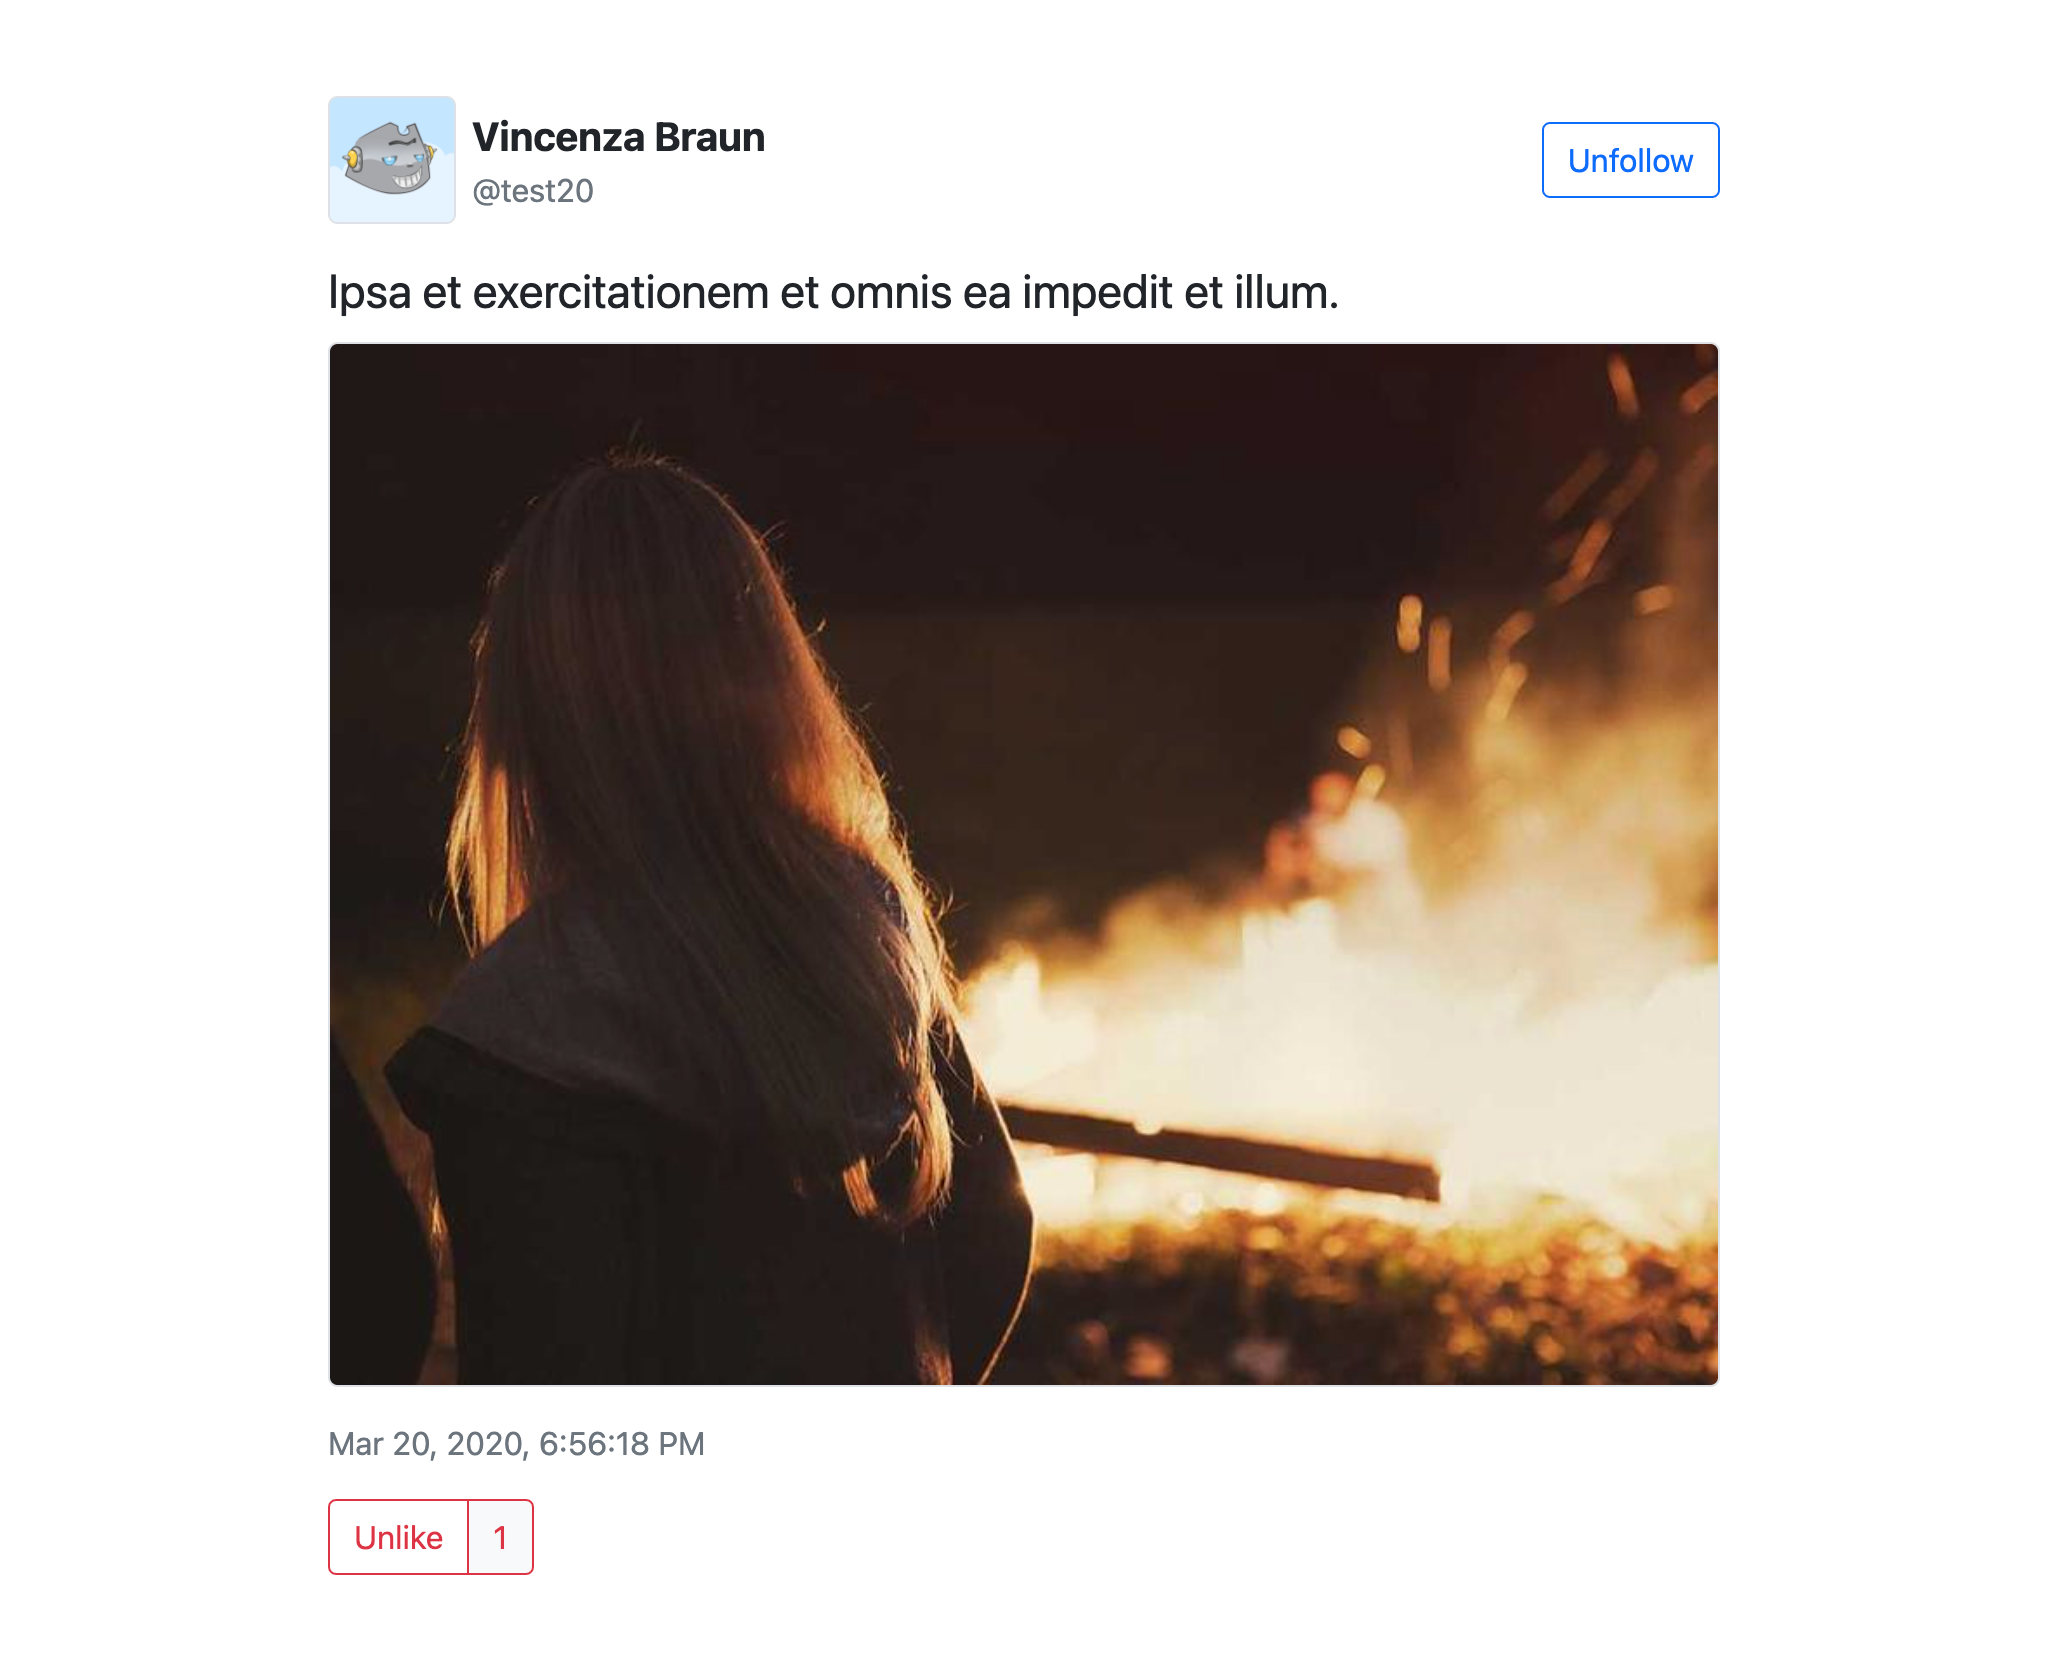 Vincenza Braun
@test20
Unfollow
Ipsa et exercitationem et omnis ea impedit et illum.
Mar 20, 2020, 6:56:18 PM
Unlike 1